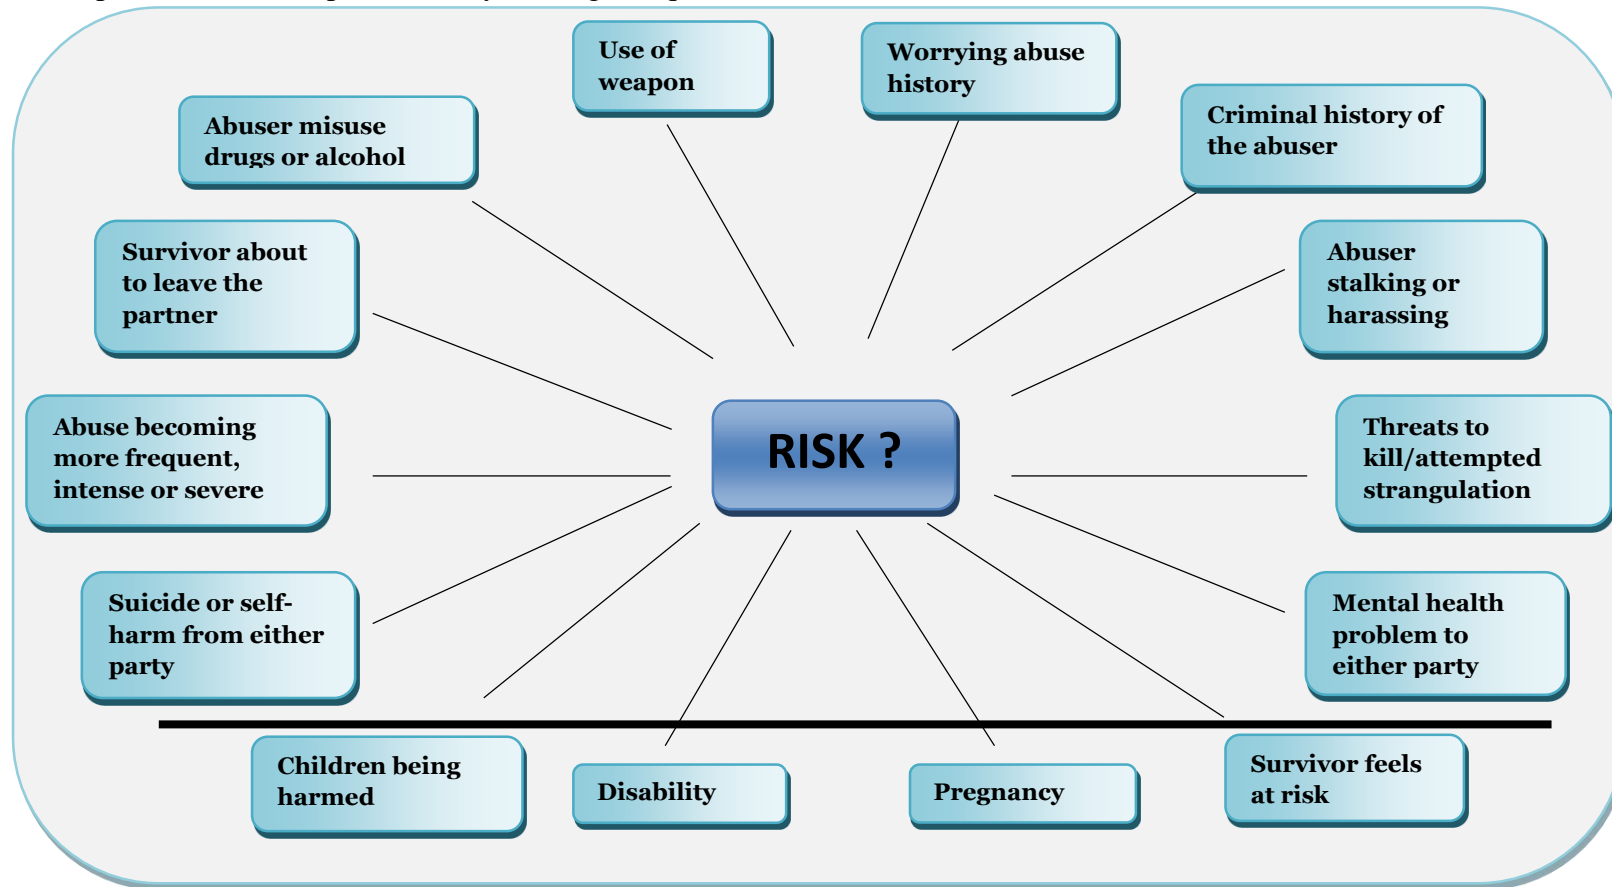 Use of
weapon
Worrying abuse
history
Abuser misuse
drugs or alcohol
Criminal history of
the abuser
Survivor about
to leave the
partner
Abuser
stalking or
harassing
Abuse becoming
more frequent,
intense or severe
RISK ?
Threats to
kill/attempted
strangulation
Suicide or self-
harm from either
party
Mental health
problem to
either party
Children being
harmed
Disability
Pregnancy
Survivor feels
at risk